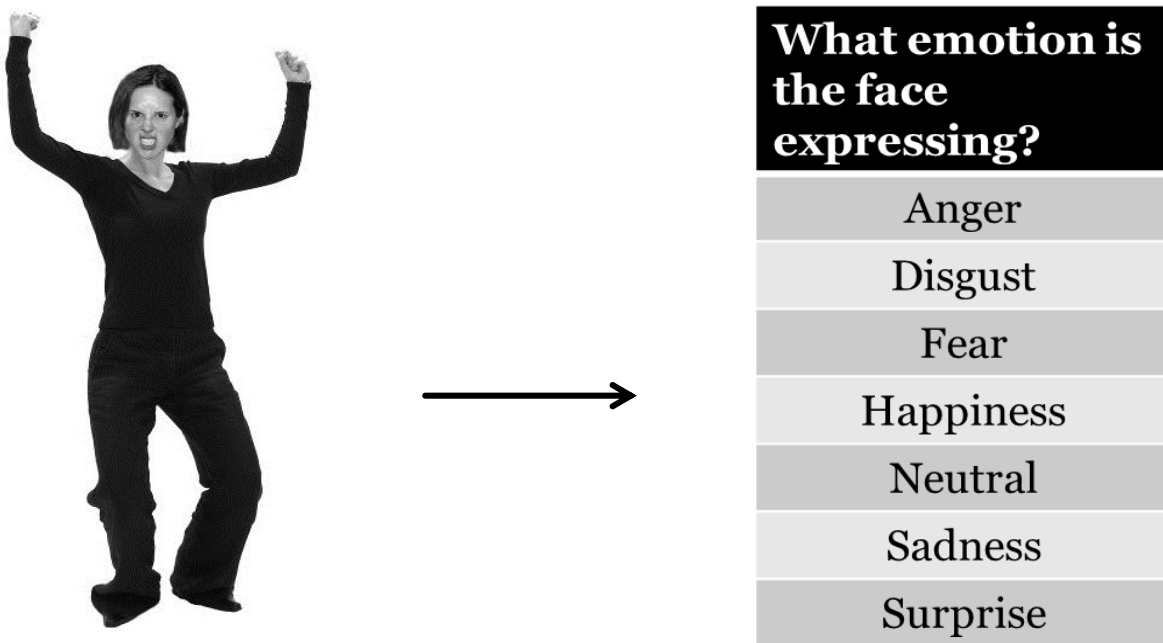 What emotion is
the face
expressing?
Anger
Disgust
Fear
Happiness
Neutral
Sadness
Surprise